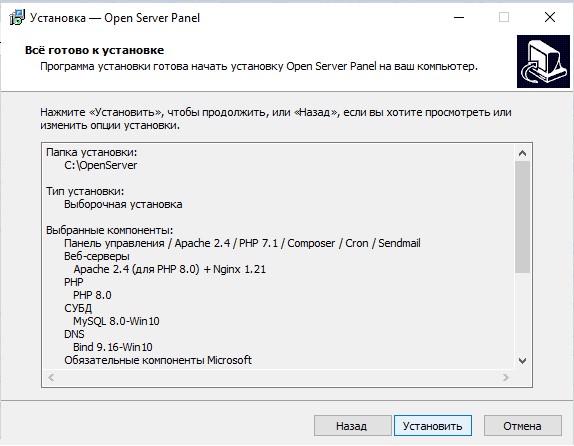 Установка — Open Server Panel
Всё готово к установке
Программа установки готова начать установку Open Server Panel на ваш компьютер.
Нажмите «Установить», чтобы продолжить, или «Назад», если вы хотите просмотреть или
изменить опции установки.
Папка установки:
C:\OpenServer
Тип установки:
Выборочная установка
Выбранные компоненты:
Панель управления / Apache 2.4 / PHP 7.1 / Composer / Cron / Sendmail
Веб-серверы
Apache 2.4 (для PHP 8.0) + Nginx 1.21
PHP
PHP 8.0
СУБД
MySQL 8.0-Win10
DNS
Bind 9.16-Win10
Обязательные компоненты Microsoft
Назад
Установить
Отмена